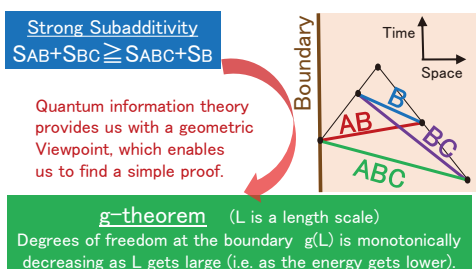 Strong Subadditivity
SAB+SBC≧SABC+SB
Quantum information theory
provides us with a geometric
Viewpoint, which enables
us to find a simple proof.
Boundary
Time
Space
B
AB
BC
ABC
g-theorem (L is a length scale)
Degrees of freedom at the boundary g(L) is monotonically
decreasing as L gets large (i.e. as the energy gets lower).